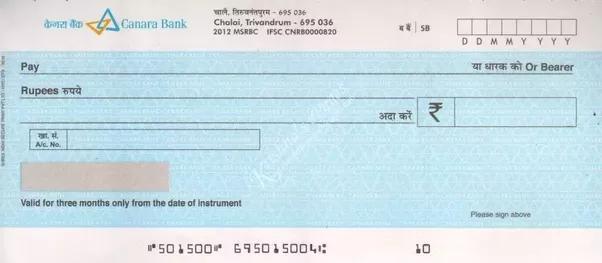 केनरा बैंक Canara Bank
चालै, तिरुवनंतपुरम - 695 036
Chalai, Trivandrum - 695 036
2012 MSRBC IFSC CNRB0000820
ब बैं / SB
D D M M Y Y Y Y
Pay या धारक को Or Bearer
Rupees रुपये
अदा करें ₹
खा. सं.
A/c. No.
Valid for three months only from the date of instrument
Please sign above
⑈501500⑈ 695015004⑆ 10